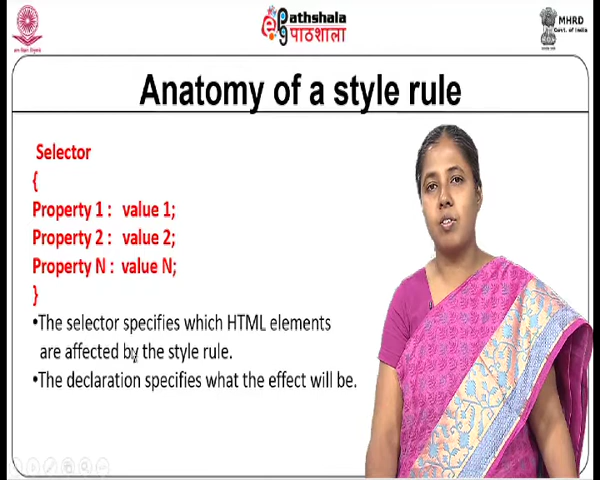 Pathshala
पाठशाला
MHRD
Govt. of India
Anatomy of a style rule
Selector
{
Property 1 : value 1;
Property 2 : value 2;
Property N : value N;
}
•The selector specifies which HTML elements
are affected by the style rule.
•The declaration specifies what the effect will be.